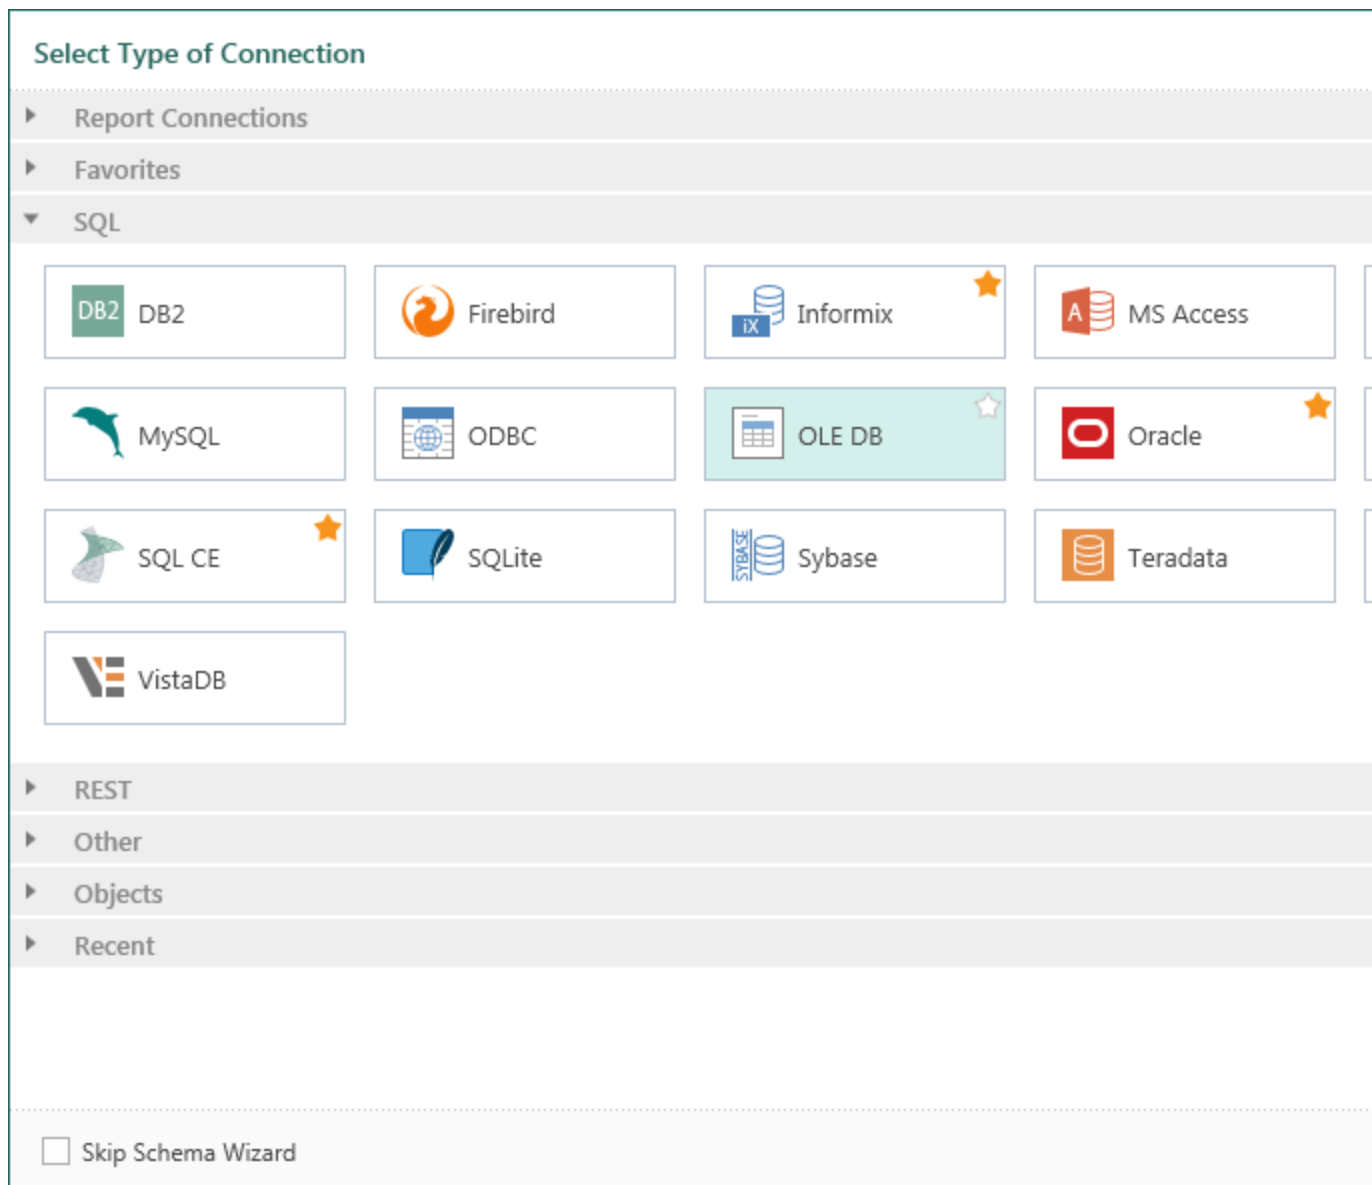 Select Type of Connection
Report Connections
Favorites
SQL
DB2 DB2
Firebird
iX Informix
A MS Access
MySQL
ODBC
OLE DB
Oracle
SQL CE
SQLite
SYBASE Sybase
Teradata
VistaDB
REST
Other
Objects
Recent
Skip Schema Wizard